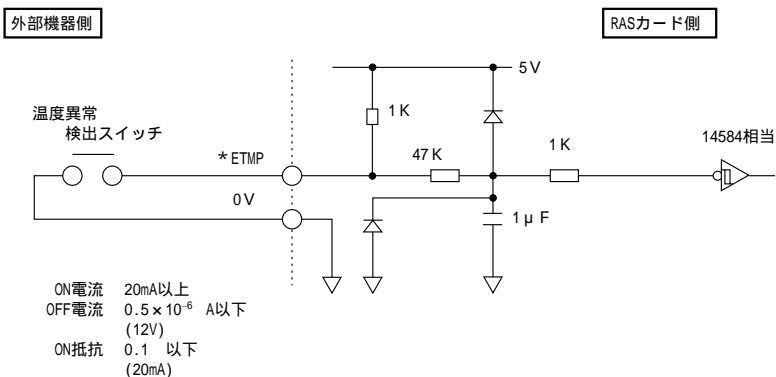 外部機器側
RASカード側
5V
1K
温度異常
検出スイッチ
14584相当
*ETMP
47K
1K
0V
1μF
ON電流 20mA以上
OFF電流 0.5×10⁻⁶ A以下
(12V)
ON抵抗 0.1 以下
(20mA)